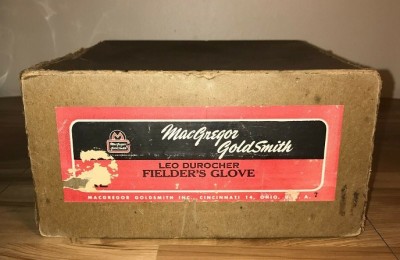 MacGregor
GoldSmith
LEO DUROCHER
FIELDER'S GLOVE
MACGREGOR GOLDSMITH INC., CINCINNATI 14, OHIO, A.